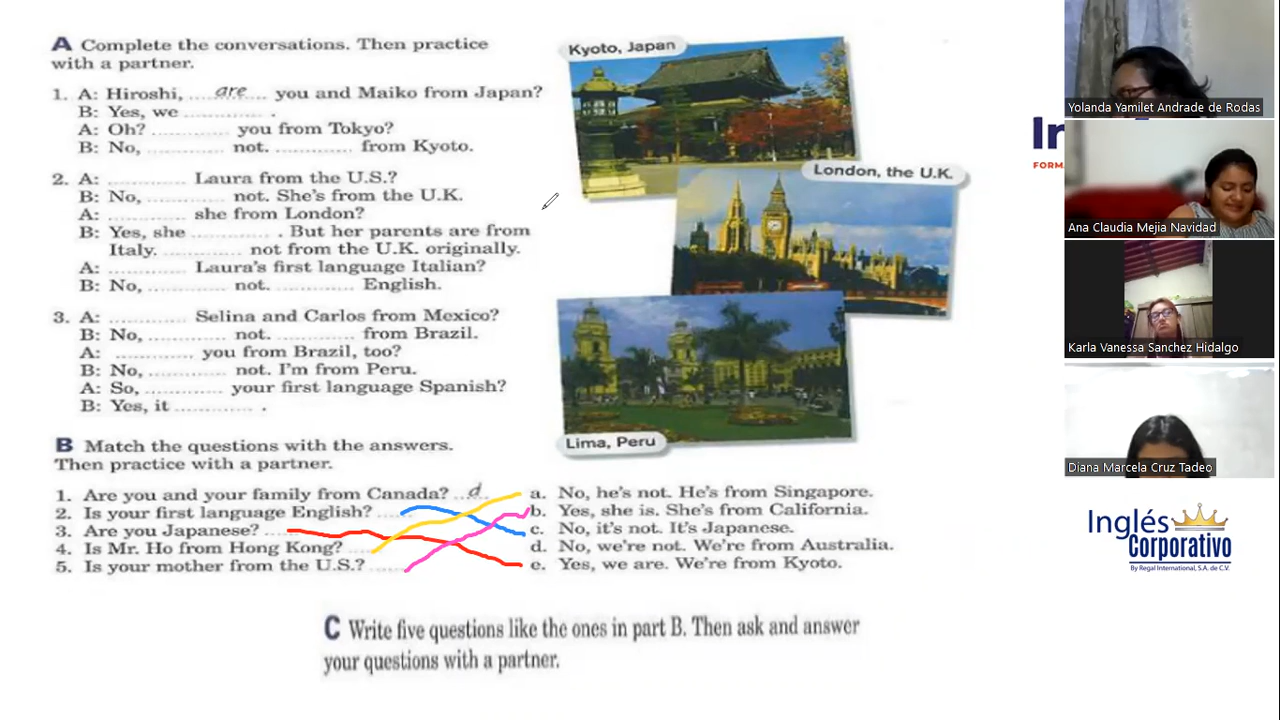 A Complete the conversations. Then practice
with a partner.
1. A: Hiroshi, ....are.... you and Maiko from Japan?
B: Yes, we ............ .
A: Oh? ............ you from Tokyo?
B: No, ............ not. ............ from Kyoto.
2. A: ............ Laura from the U.S.?
B: No, ............ not. She's from the U.K.
A: ............ she from London?
B: Yes, she ............ . But her parents are from
Italy. ............ not from the U.K. originally.
A: ............ Laura's first language Italian?
B: No, ............ not. ............ English.
3. A: ............ Selina and Carlos from Mexico?
B: No, ............ not. ............ from Brazil.
A: ............ you from Brazil, too?
B: No, ............ not. I'm from Peru.
A: So, ............ your first language Spanish?
B: Yes, it ............ .
Kyoto, Japan
London, the U.K.
Lima, Peru
B Match the questions with the answers.
Then practice with a partner.
1. Are you and your family from Canada? ...d...
2. Is your first language English? ......
3. Are you Japanese? ......
4. Is Mr. Ho from Hong Kong? ......
5. Is your mother from the U.S.? ......
a. No, he's not. He's from Singapore.
b. Yes, she is. She's from California.
c. No, it's not. It's Japanese.
d. No, we're not. We're from Australia.
e. Yes, we are. We're from Kyoto.
C Write five questions like the ones in part B. Then ask and answer
your questions with a partner.
In
FORM
Yolanda Yamilet Andrade de Rodas
Ana Claudia Mejia Navidad
Karla Vanessa Sanchez Hidalgo
Diana Marcela Cruz Tadeo
Inglés
Corporativo
By Regal International, S.A. de C.V.